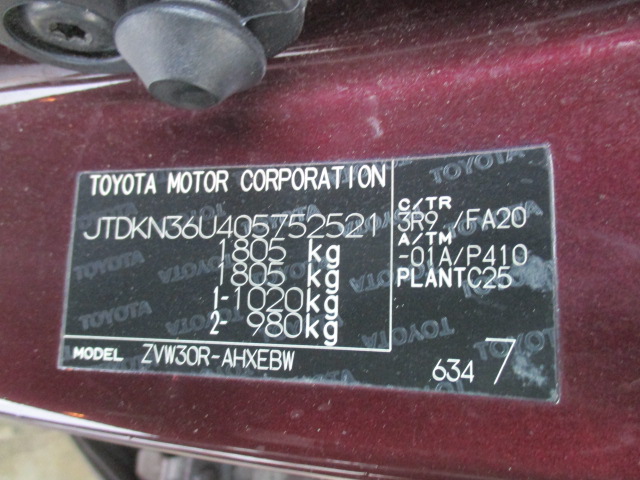 TOYOTA MOTOR CORPORATION
JTDKN36U405752521
1805 kg
1805 kg
1-1020kg
2- 980kg
C/TR
3R9 /FA20
A/TM
-01A/P410
PLANTC25
MODEL ZVW30R-AHXEBW
634 7